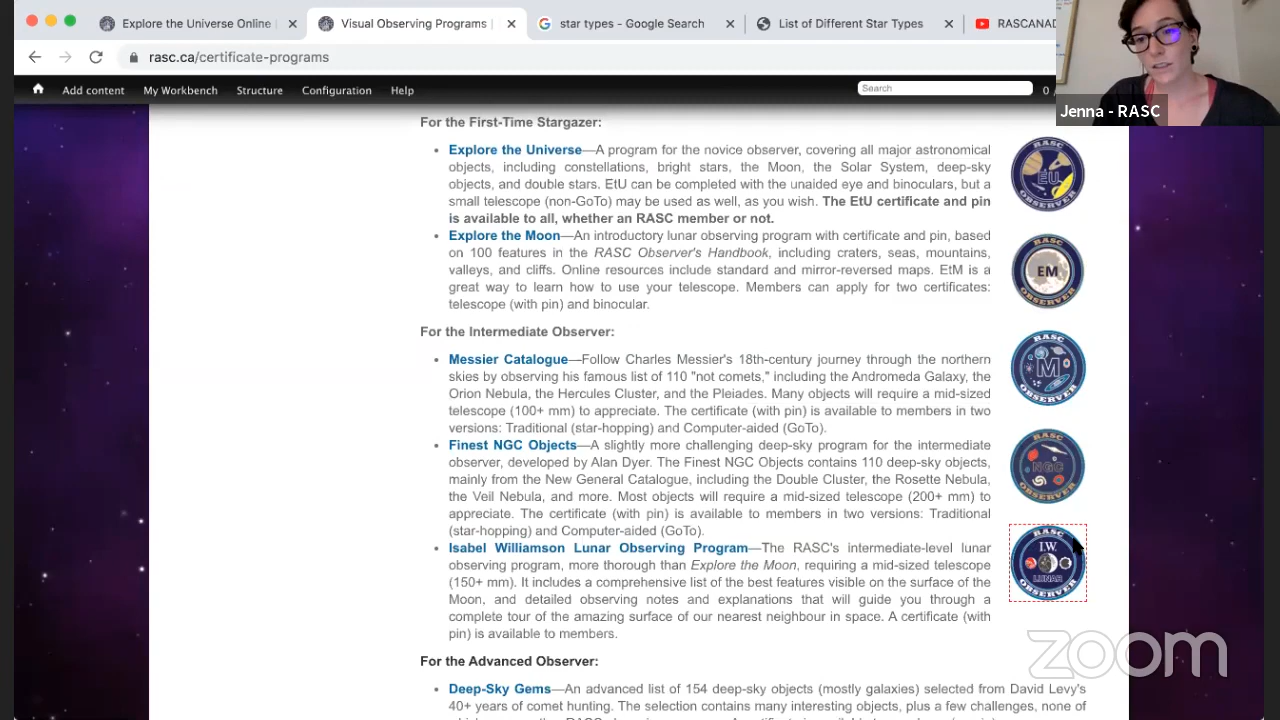 Explore the Universe Online
Visual Observing Programs
star types - Google Search
List of Different Star Types
RASCANAD
rasc.ca/certificate-programs
Add content My Workbench Structure Configuration Help
Search
0 /
Jenna - RASC
For the First-Time Stargazer:
• Explore the Universe—A program for the novice observer, covering all major astronomical
objects, including constellations, bright stars, the Moon, the Solar System, deep-sky
objects, and double stars. EtU can be completed with the unaided eye and binoculars, but a
small telescope (non-GoTo) may be used as well, as you wish. The EtU certificate and pin
is available to all, whether an RASC member or not.
• Explore the Moon—An introductory lunar observing program with certificate and pin, based
on 100 features in the RASC Observer's Handbook, including craters, seas, mountains,
valleys, and cliffs. Online resources include standard and mirror-reversed maps. EtM is a
great way to learn how to use your telescope. Members can apply for two certificates:
telescope (with pin) and binocular.
For the Intermediate Observer:
• Messier Catalogue—Follow Charles Messier's 18th-century journey through the northern
skies by observing his famous list of 110 "not comets," including the Andromeda Galaxy, the
Orion Nebula, the Hercules Cluster, and the Pleiades. Many objects will require a mid-sized
telescope (100+ mm) to appreciate. The certificate (with pin) is available to members in two
versions: Traditional (star-hopping) and Computer-aided (GoTo).
• Finest NGC Objects—A slightly more challenging deep-sky program for the intermediate
observer, developed by Alan Dyer. The Finest NGC Objects contains 110 deep-sky objects,
mainly from the New General Catalogue, including the Double Cluster, the Rosette Nebula,
the Veil Nebula, and more. Most objects will require a mid-sized telescope (200+ mm) to
appreciate. The certificate (with pin) is available to members in two versions: Traditional
(star-hopping) and Computer-aided (GoTo).
• Isabel Williamson Lunar Observing Program—The RASC's intermediate-level lunar
observing program, more thorough than Explore the Moon, requiring a mid-sized telescope
(150+ mm). It includes a comprehensive list of the best features visible on the surface of the
Moon, and detailed observing notes and explanations that will guide you through a
complete tour of the amazing surface of our nearest neighbour in space. A certificate (with
pin) is available to members.
For the Advanced Observer:
• Deep-Sky Gems—An advanced list of 154 deep-sky objects (mostly galaxies) selected from David Levy's
40+ years of comet hunting. The selection contains many interesting objects, plus a few challenges, none of
RASC
EU
OBSERVER
RASC
EM
OBSERVER
RASC
M
OBSERVER
RASC
NGC
OBSERVER
RASC
I.W.
LUNAR
OBSERVER
zoom